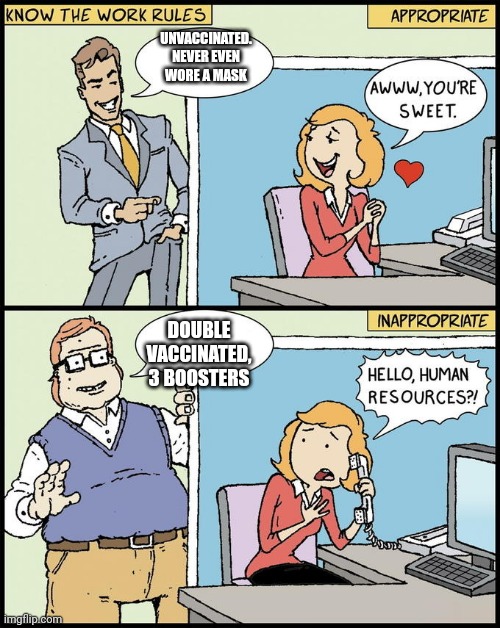 KNOW THE WORK RULES
APPROPRIATE
UNVACCINATED.
NEVER EVEN
WORE A MASK
AWWW, YOU'RE
SWEET.
INAPPROPRIATE
DOUBLE
VACCINATED,
3 BOOSTERS
HELLO, HUMAN
RESOURCES?!
imgflip.com